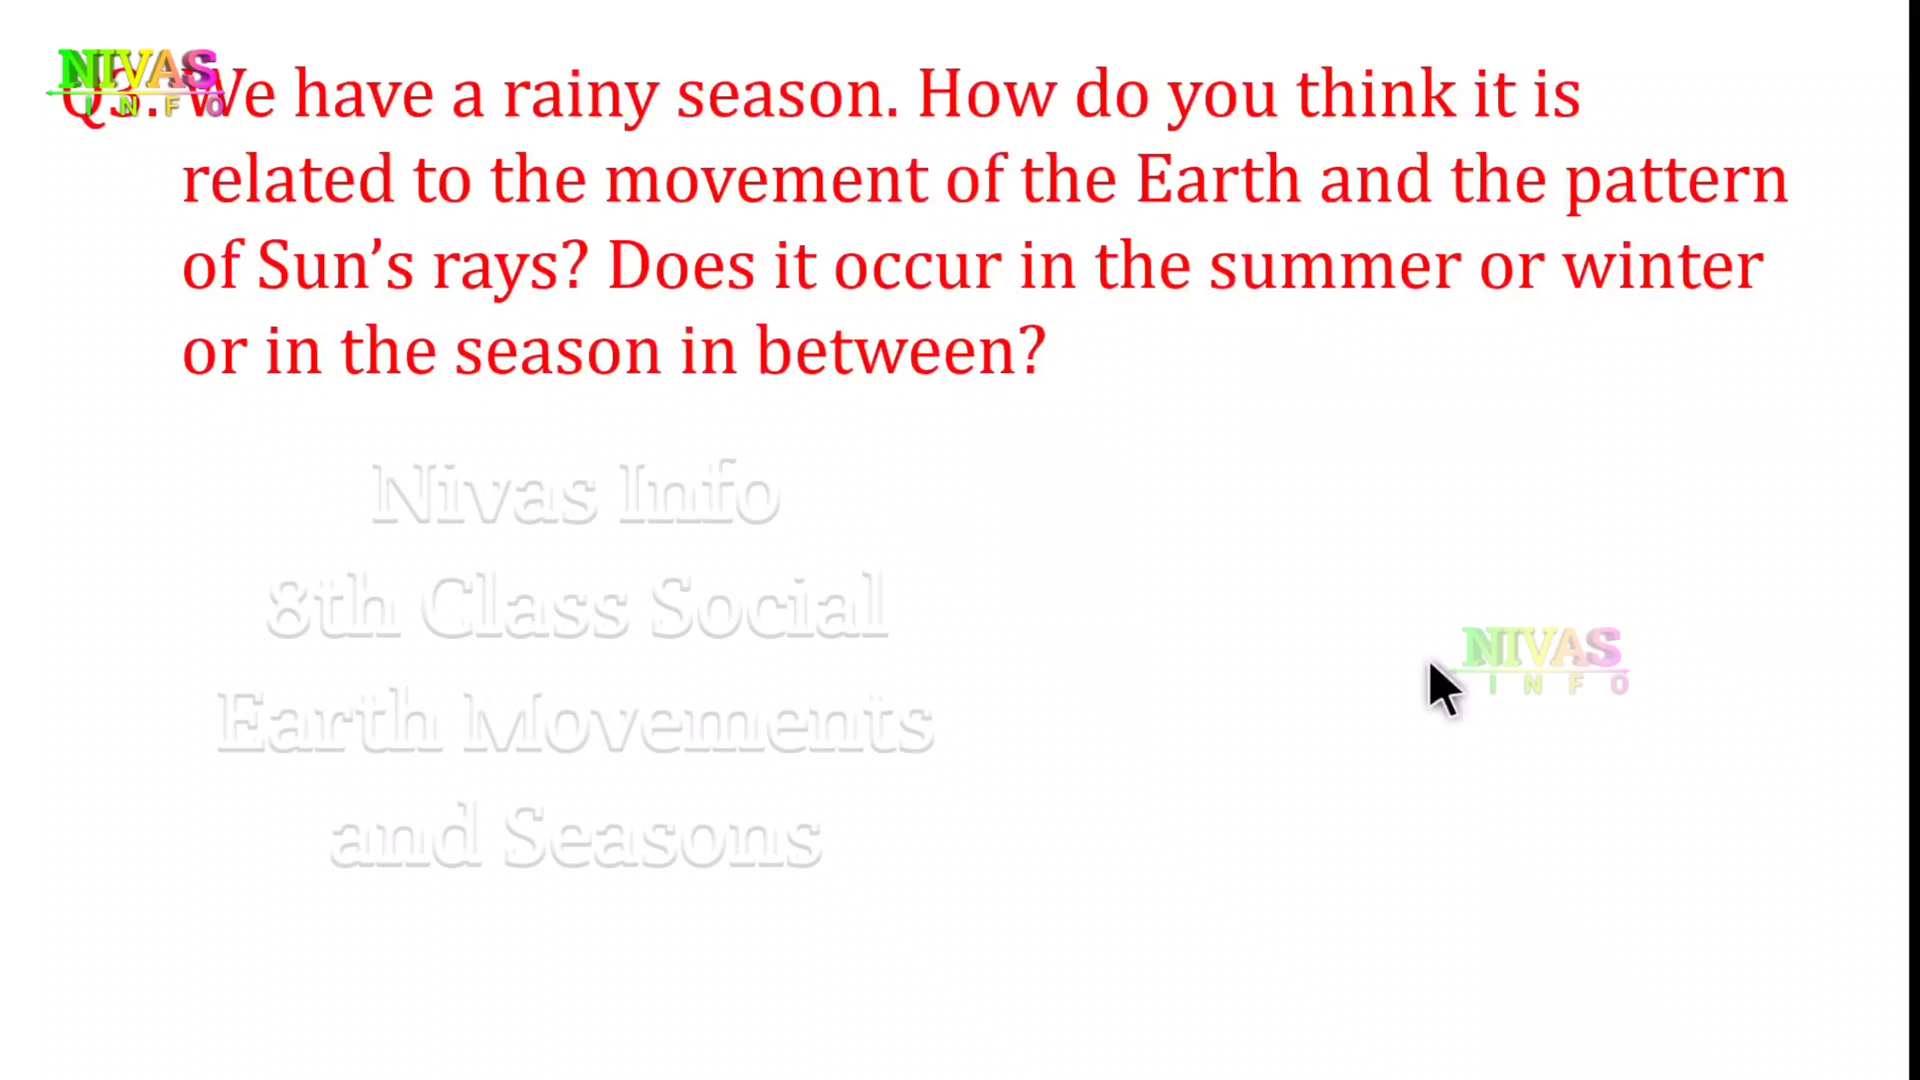 NIVAS
INFO
We have a rainy season. How do you think it is
related to the movement of the Earth and the pattern
of Sun’s rays? Does it occur in the summer or winter
or in the season in between?
Nivas Info
8th Class Social
Earth Movements
and Seasons
NIVAS
INFO